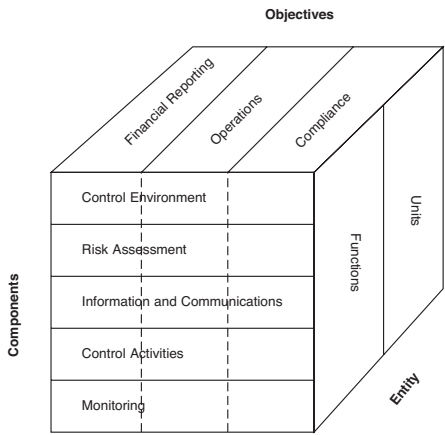 Objectives
Financial Reporting
Operations
Compliance
Control Environment
Risk Assessment
Information and Communications
Control Activities
Monitoring
Components
Functions
Units
Entity